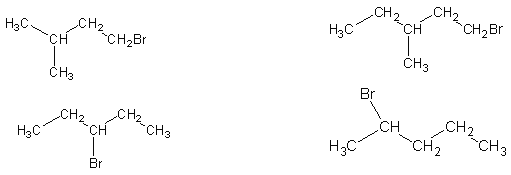 H₃C CH₂
CH CH₂Br
CH₃
CH₂ CH₂
H₃C CH CH₂Br
CH₃
CH₂ CH₂
H₃C CH CH₃
Br
Br
CH CH₂
H₃C CH₂ CH₃